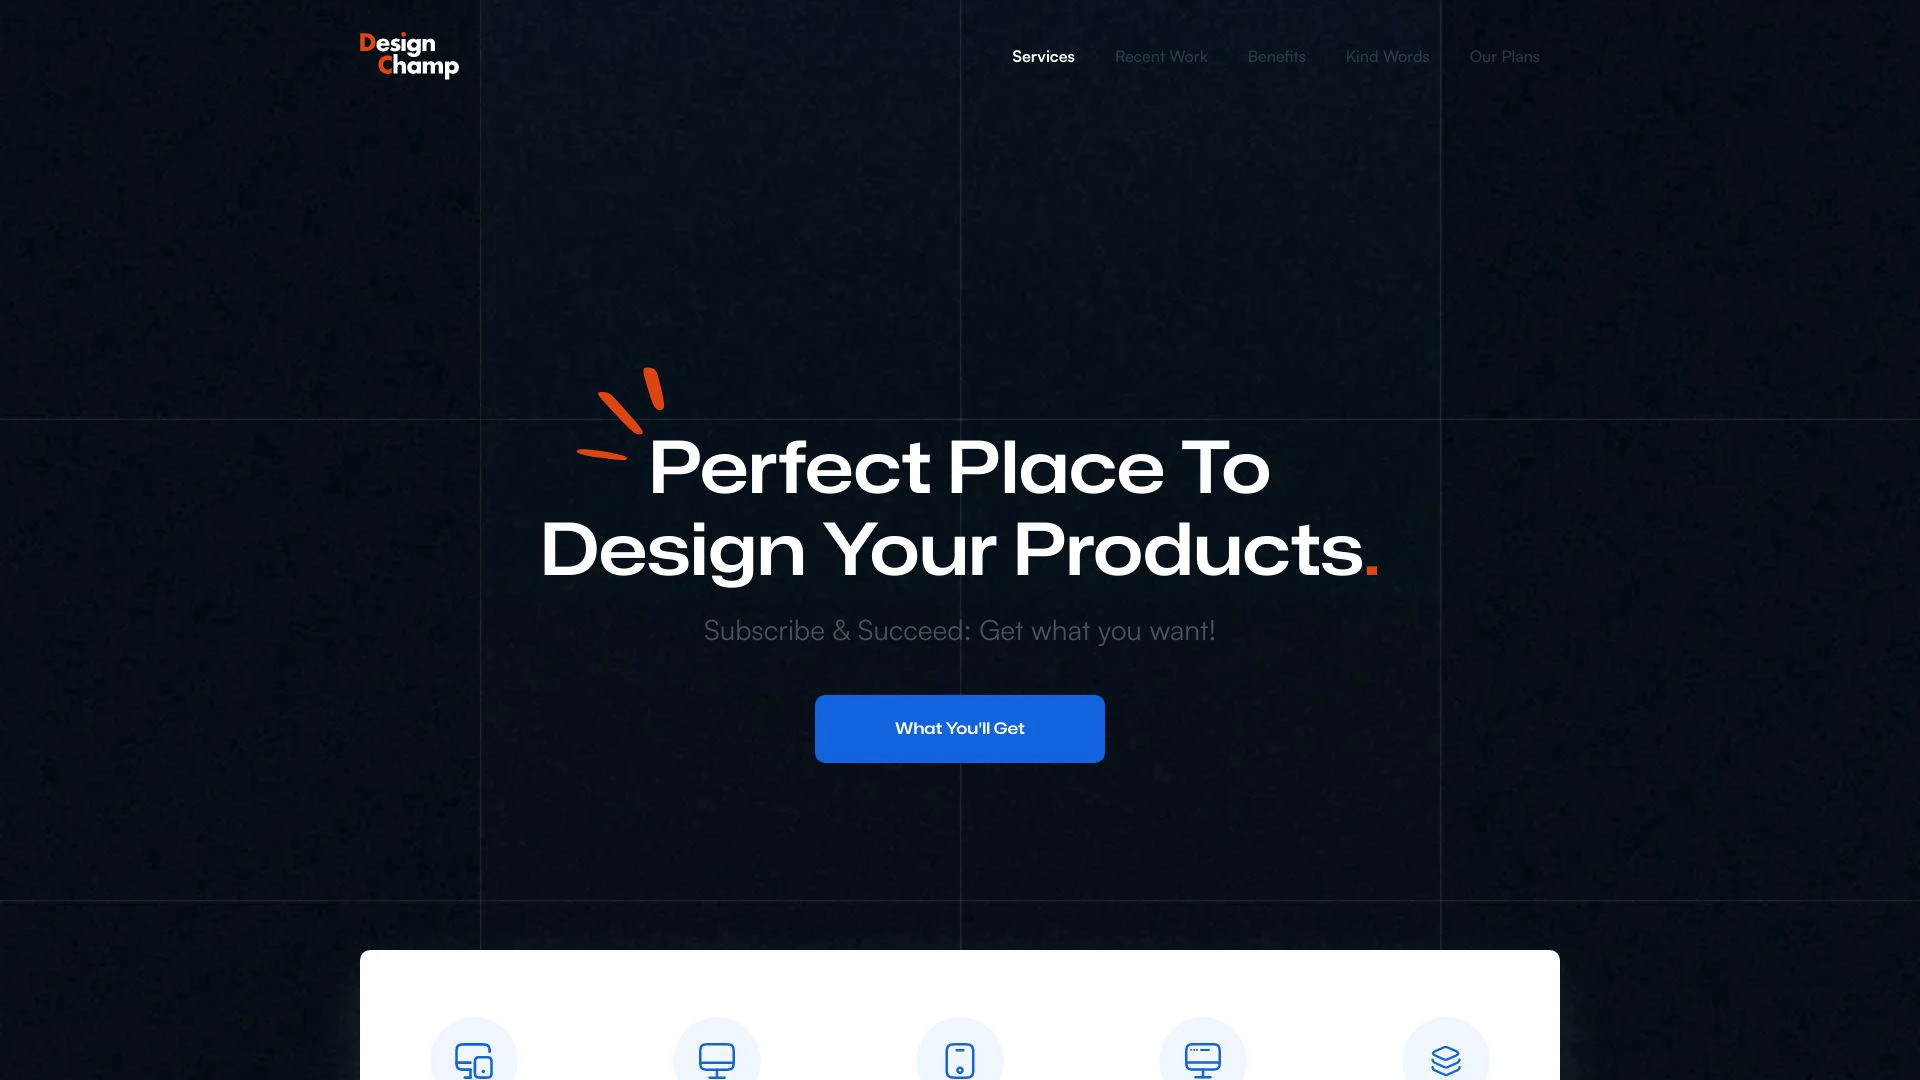 Design
Champ
Services
Recent Work
Benefits
Kind Words
Our Plans
Perfect Place To
Design Your Products.
Subscribe & Succeed: Get what you want!
What You'll Get